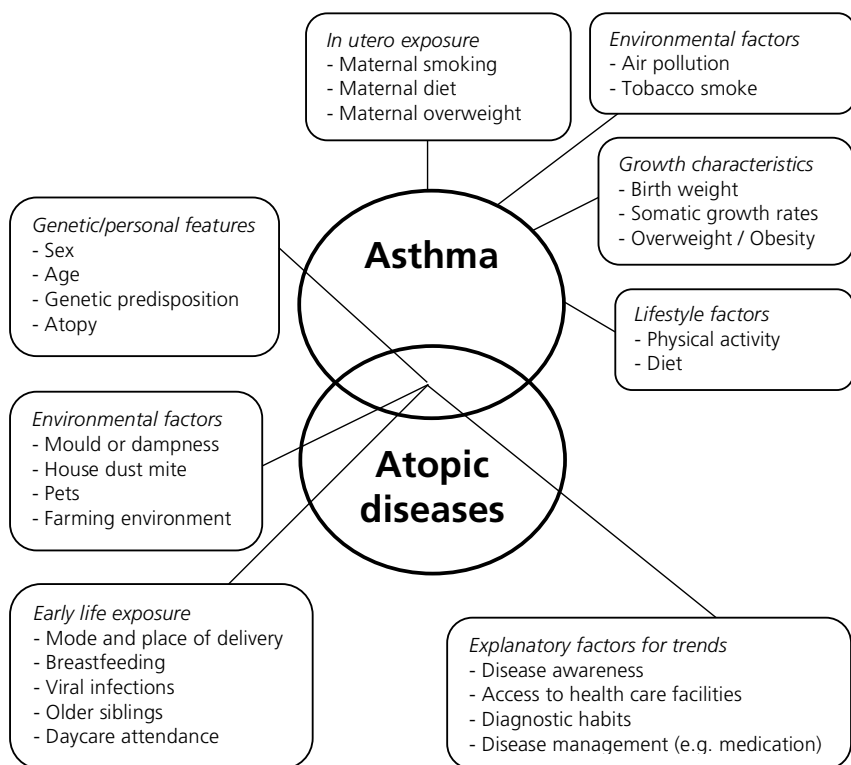 In utero exposure
- Maternal smoking
- Maternal diet
- Maternal overweight
Environmental factors
- Air pollution
- Tobacco smoke
Growth characteristics
- Birth weight
- Somatic growth rates
- Overweight / Obesity
Genetic/personal features
- Sex
- Age
- Genetic predisposition
- Atopy
Asthma
Lifestyle factors
- Physical activity
- Diet
Environmental factors
- Mould or dampness
- House dust mite
- Pets
- Farming environment
Atopic
diseases
Early life exposure
- Mode and place of delivery
- Breastfeeding
- Viral infections
- Older siblings
- Daycare attendance
Explanatory factors for trends
- Disease awareness
- Access to health care facilities
- Diagnostic habits
- Disease management (e.g. medication)